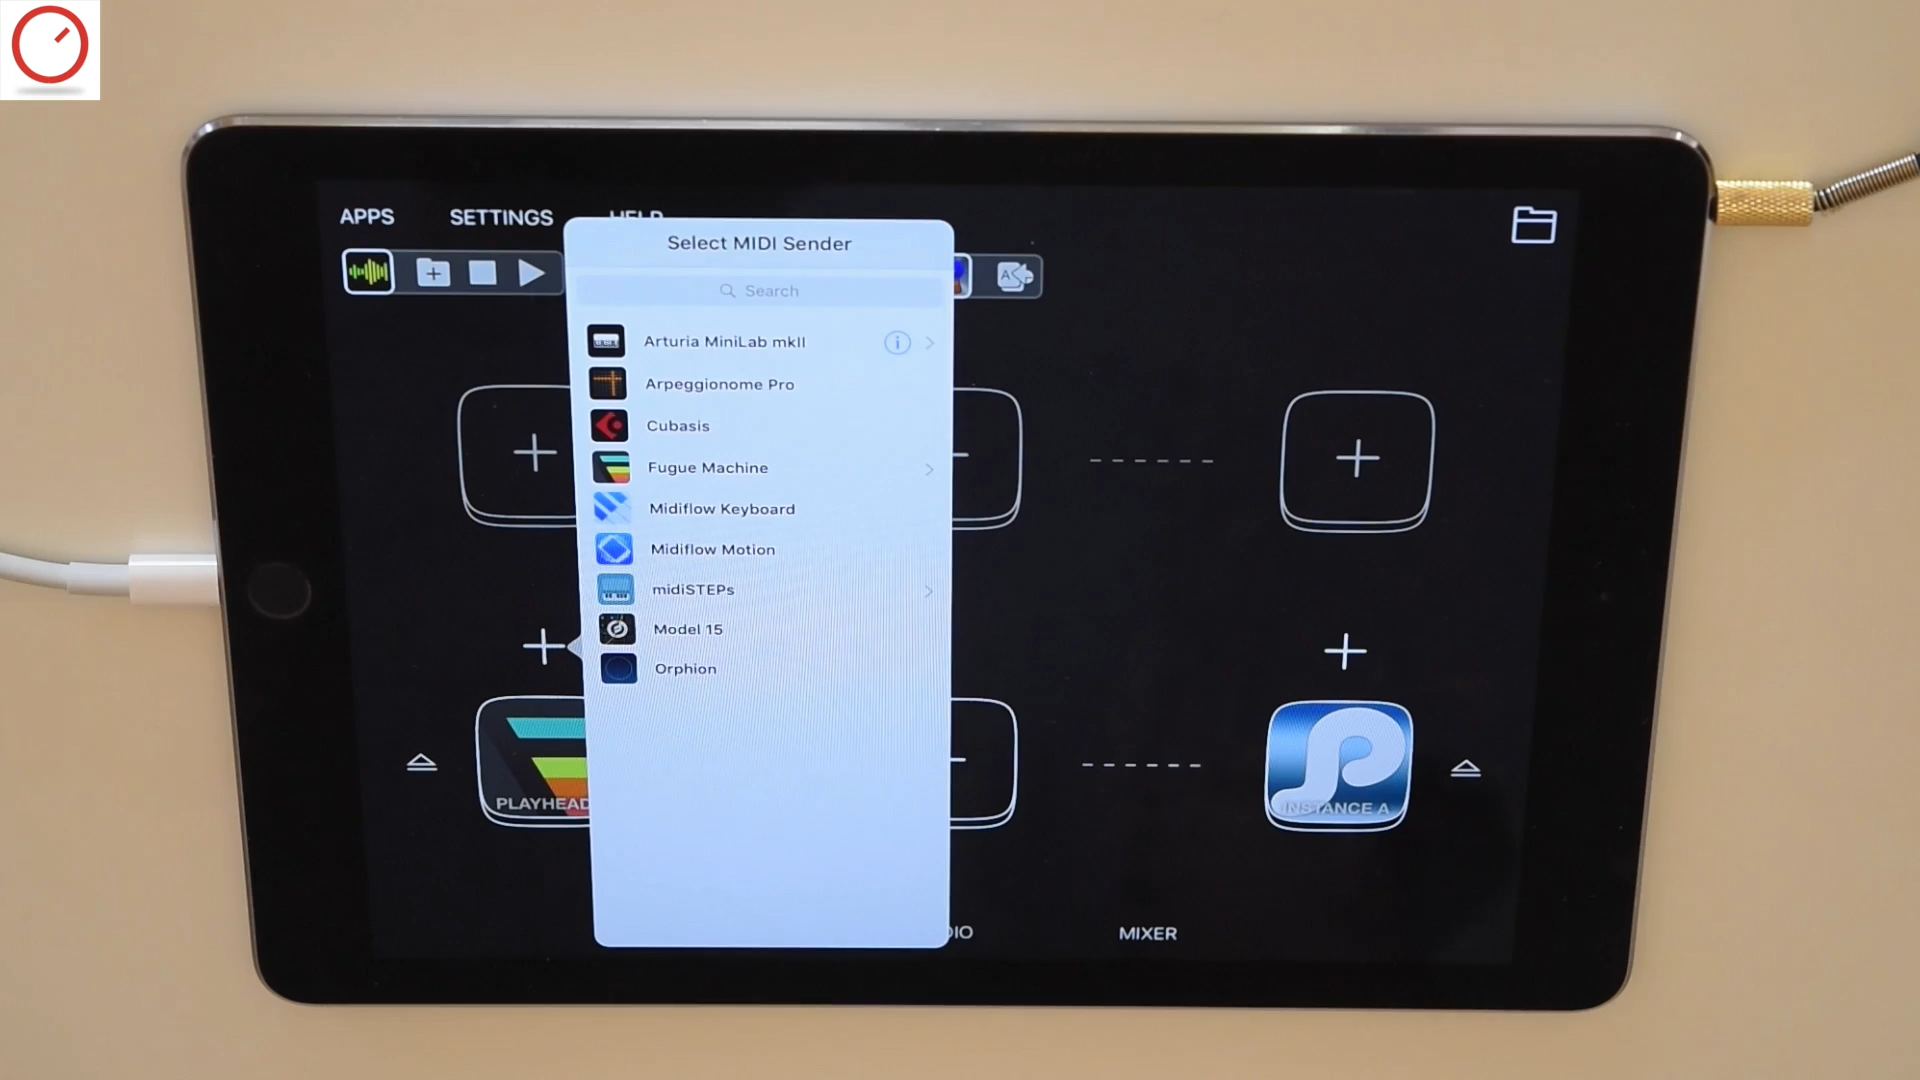 APPS SETTINGS HELP
Select MIDI Sender
Search
Arturia MiniLab mkII
Arpeggionome Pro
Cubasis
Fugue Machine
Midiflow Keyboard
Midiflow Motion
midiSTEPs
Model 15
Orphion
PLAYHEAD
INSTANCE A
MIXER